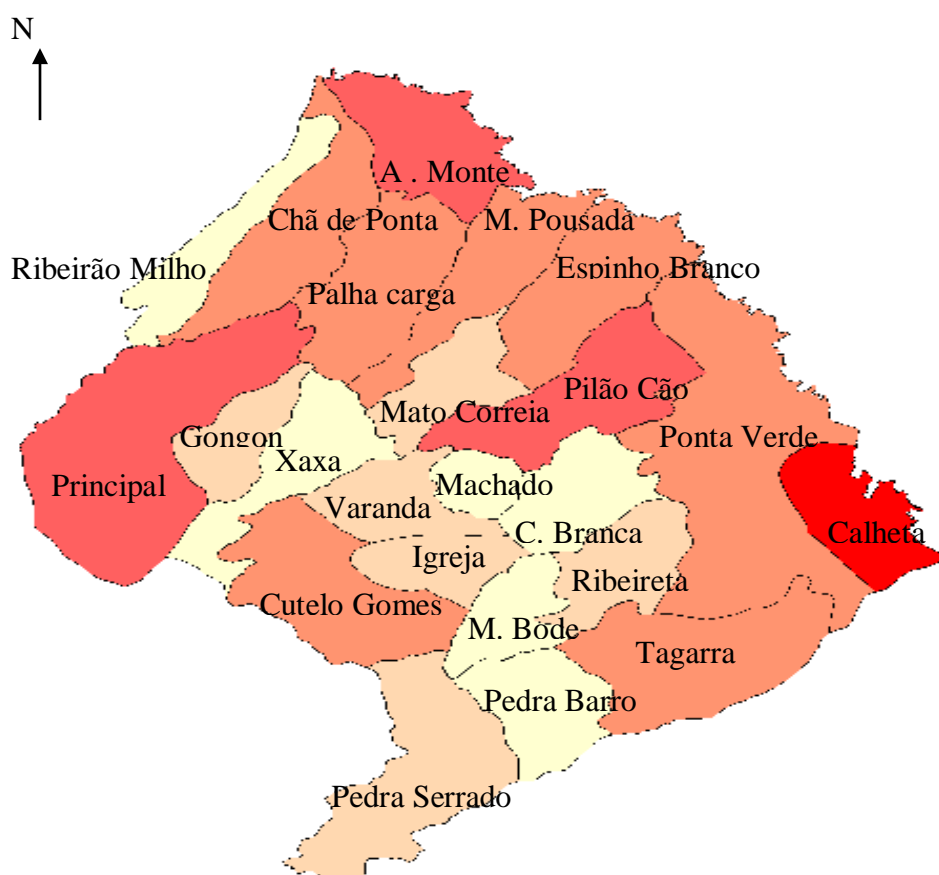 N
A . Monte
Chã de Ponta
M. Pousada
Ribeirão Milho
Espinho Branco
Palha carga
Pilão Cão
Mato Correia
Gongon
Ponta Verde
Xaxa
Principal
Machado
Varanda
C. Branca
Calheta
Igreja
Ribeireta
Cutelo Gomes
M. Bode
Tagarra
Pedra Barro
Pedra Serrado